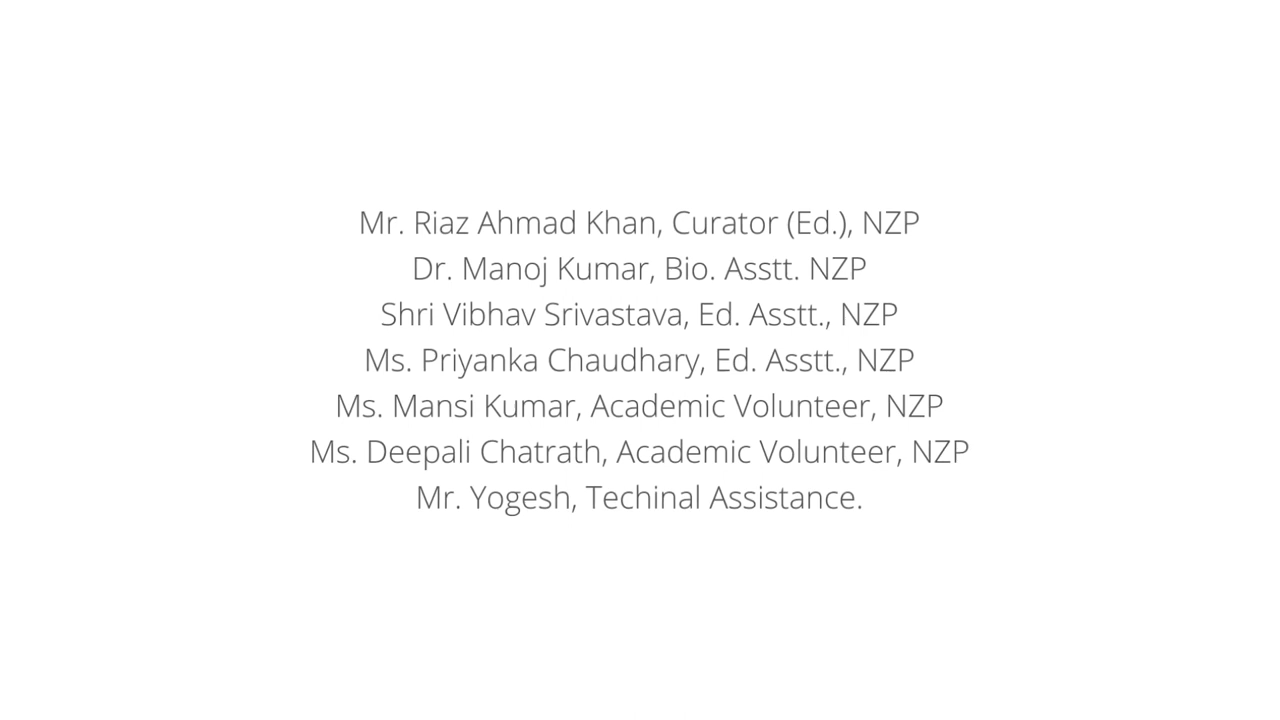 Mr. Riaz Ahmad Khan, Curator (Ed.), NZP
Dr. Manoj Kumar, Bio. Asstt. NZP
Shri Vibhav Srivastava, Ed. Asstt., NZP
Ms. Priyanka Chaudhary, Ed. Asstt., NZP
Ms. Mansi Kumar, Academic Volunteer, NZP
Ms. Deepali Chatrath, Academic Volunteer, NZP
Mr. Yogesh, Techinal Assistance.